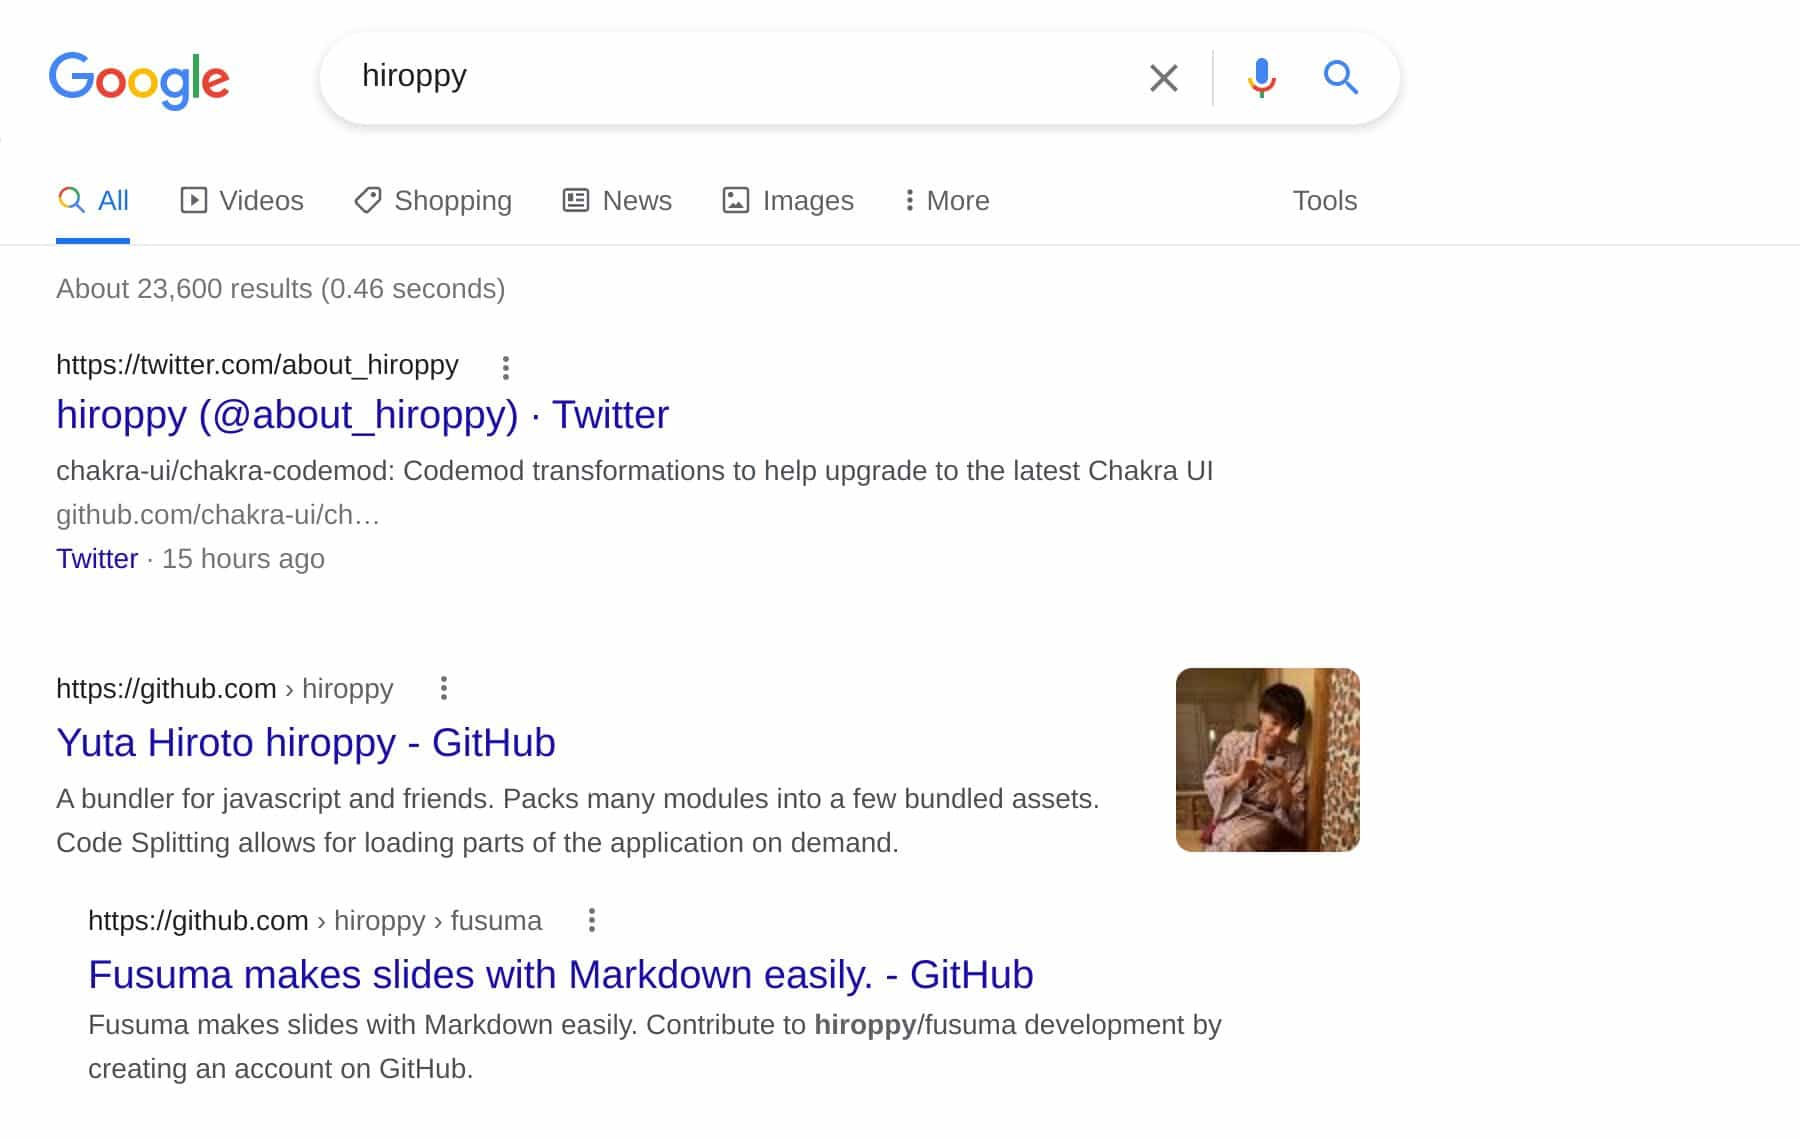 Google
hiroppy
All Videos Shopping News Images More Tools
About 23,600 results (0.46 seconds)
https://twitter.com/about_hiroppy
hiroppy (@about_hiroppy) · Twitter
chakra-ui/chakra-codemod: Codemod transformations to help upgrade to the latest Chakra UI
github.com/chakra-ui/ch…
Twitter · 15 hours ago
https://github.com › hiroppy
Yuta Hiroto hiroppy - GitHub
A bundler for javascript and friends. Packs many modules into a few bundled assets.
Code Splitting allows for loading parts of the application on demand.
https://github.com › hiroppy › fusuma
Fusuma makes slides with Markdown easily. - GitHub
Fusuma makes slides with Markdown easily. Contribute to hiroppy/fusuma development by
creating an account on GitHub.